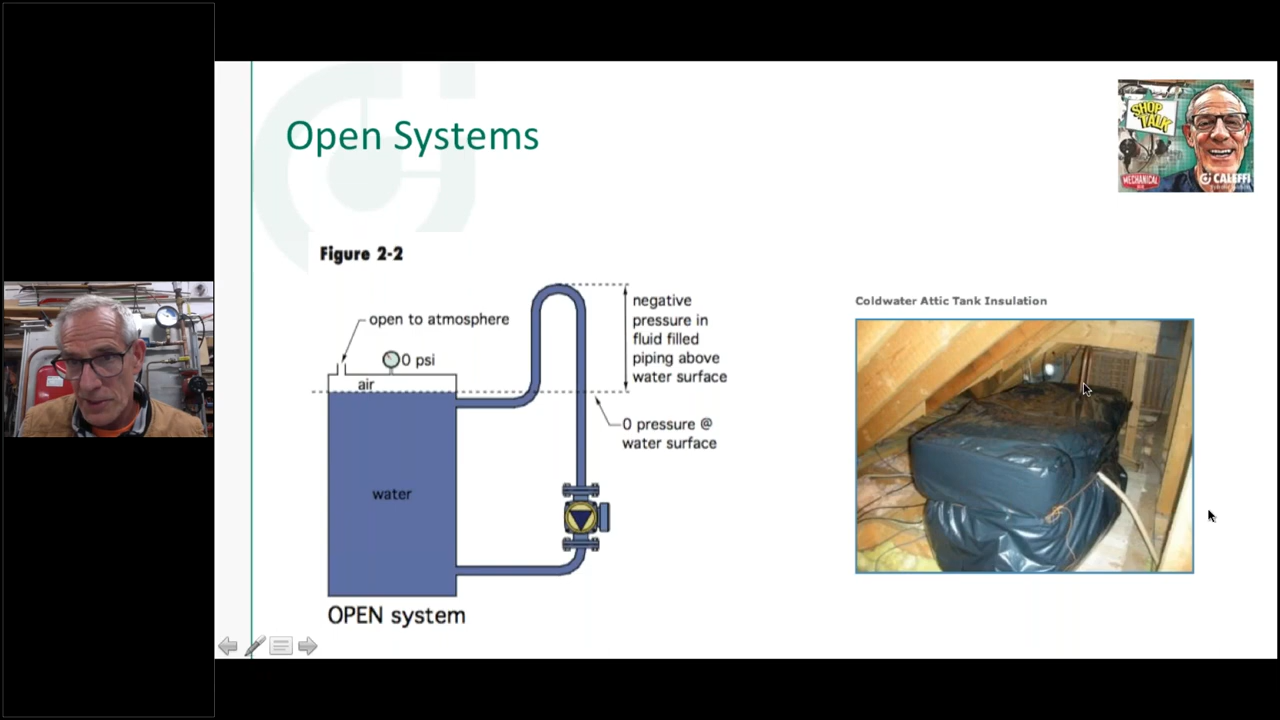 Open Systems
SHOP
TALK
MECHANICAL
CALEFFI
Figure 2-2
open to atmosphere
0 psi
air
negative
pressure in
fluid filled
piping above
water surface
0 pressure @
water surface
water
OPEN system
Coldwater Attic Tank Insulation